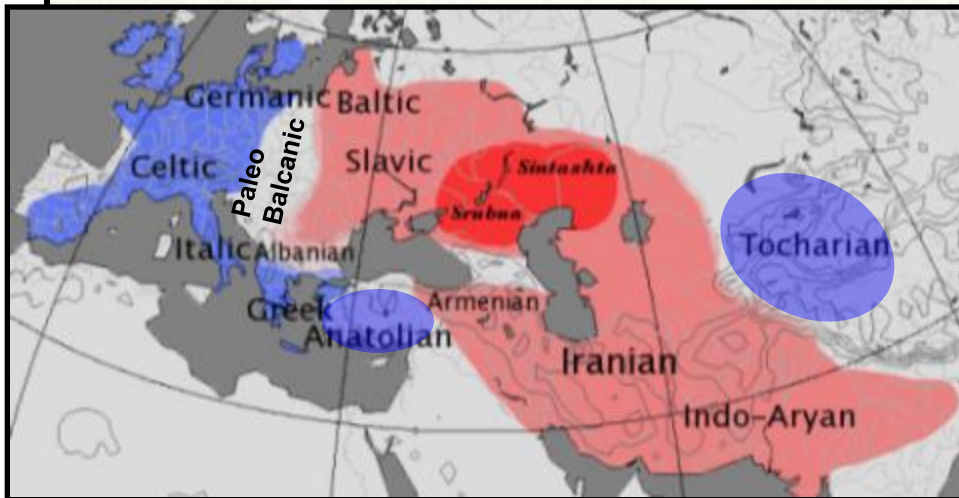 Germanic
Baltic
Celtic
Paleo
Balcanic
Slavic
Sintashta
Srubna
Italic
Albanian
Tocharian
Greek
Armenian
Anatolian
Iranian
Indo-Aryan